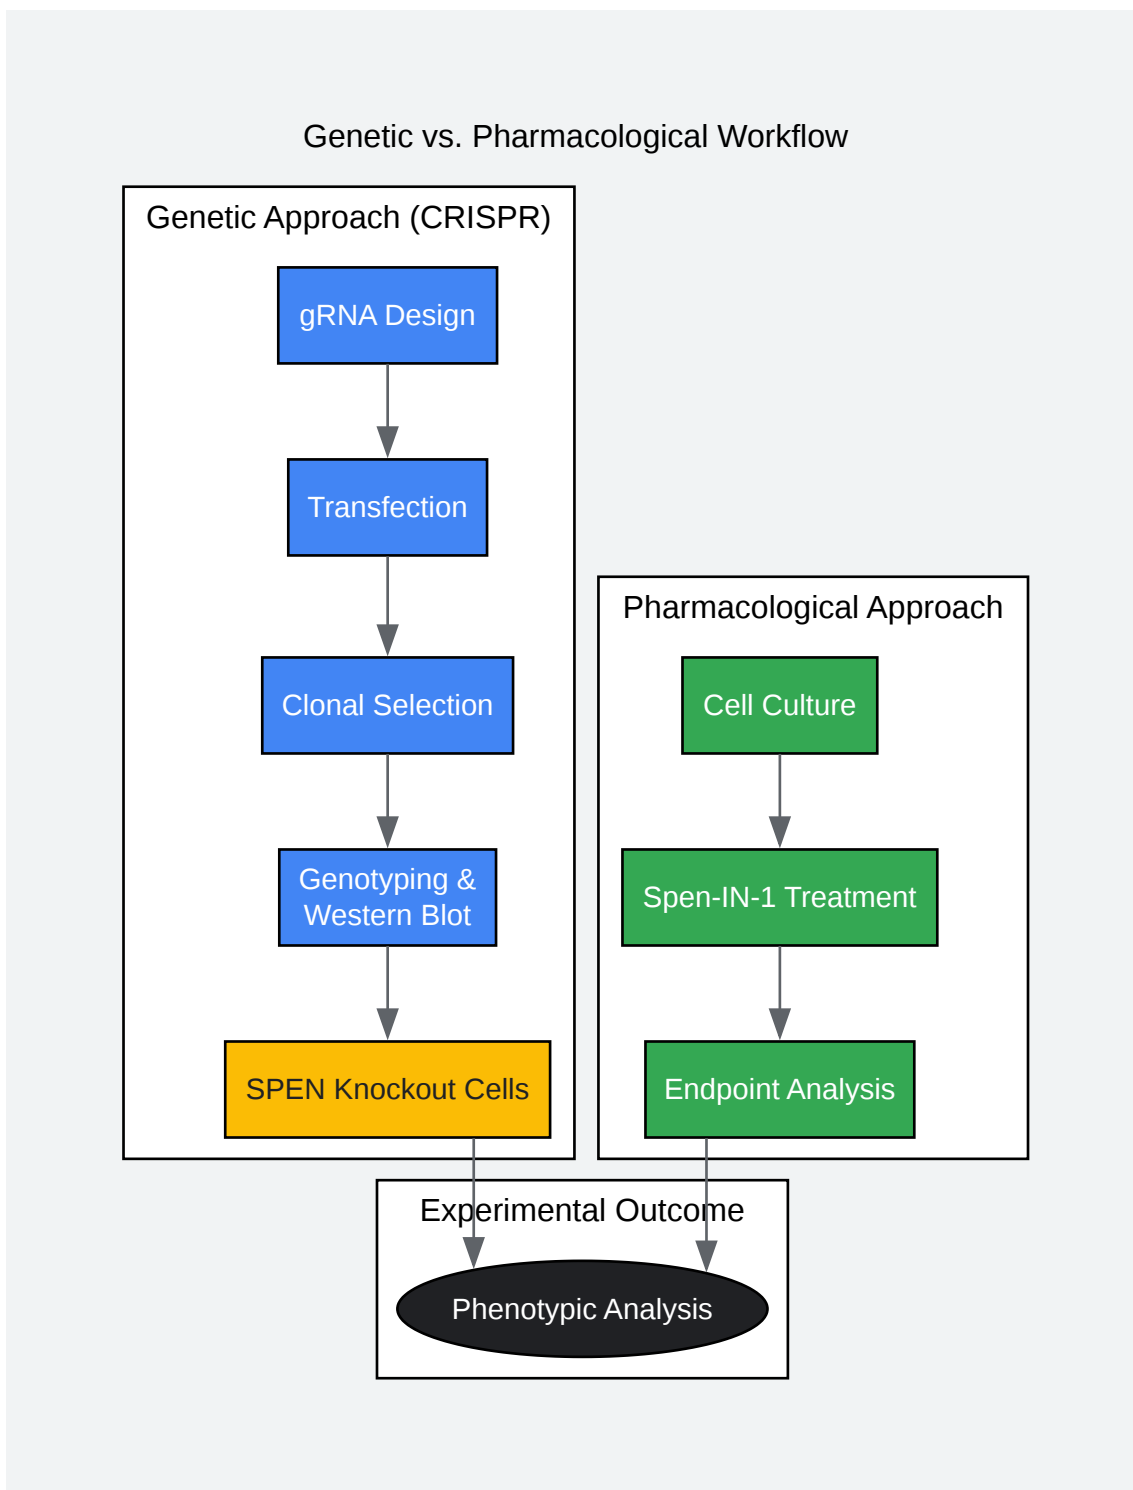 Genetic vs. Pharmacological Workflow
Genetic Approach (CRISPR)
gRNA Design
Transfection
Clonal Selection
Genotyping &
Western Blot
SPEN Knockout Cells
Pharmacological Approach
Cell Culture
Spen-IN-1 Treatment
Endpoint Analysis
Experimental Outcome
Phenotypic Analysis